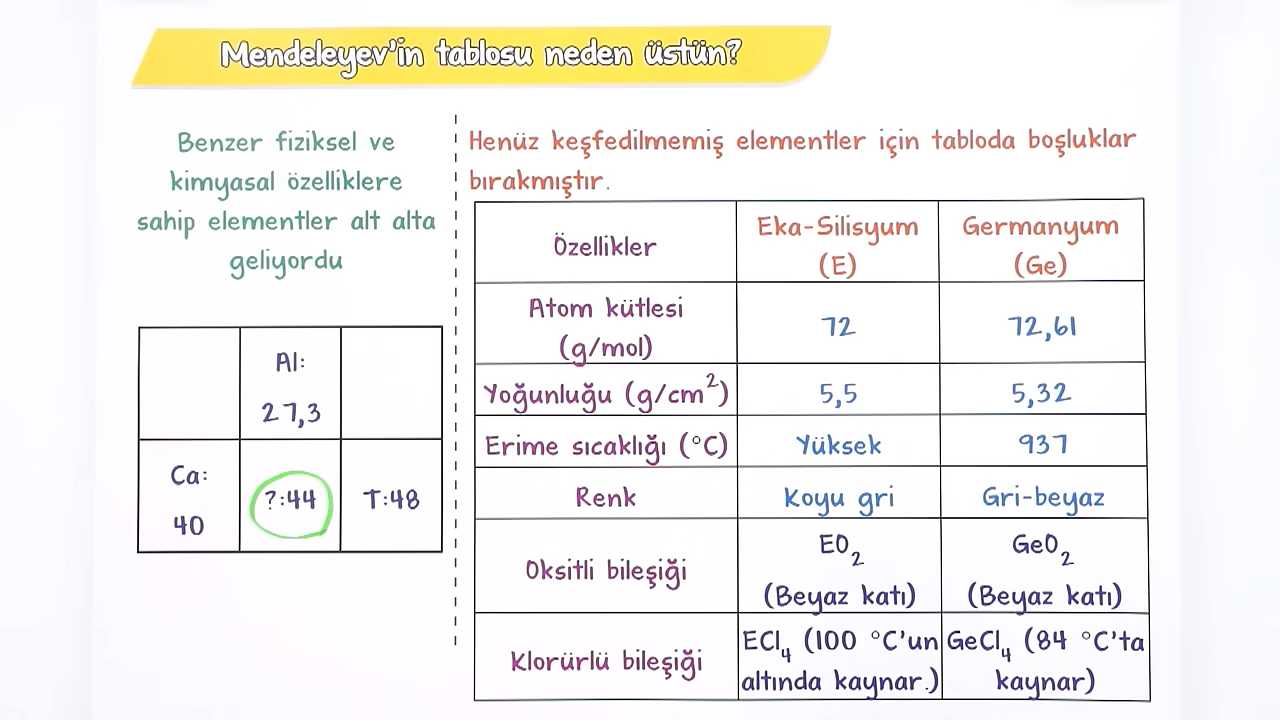 Mendeleyev'in tablosu neden üstün?
Benzer fiziksel ve
kimyasal özelliklere
sahip elementler alt alta
geliyordu
Al:
27,3
Ca:
40
?:44
T:48
Henüz keşfedilmemiş elementler için tabloda boşluklar
bırakmıştır.
Özellikler
Eka-Silisyum
(E)
Germanyum
(Ge)
Atom kütlesi
(g/mol)
72
72,61
Yoğunluğu (g/cm²)
5,5
5,32
Erime sıcaklığı (°C)
Yüksek
937
Renk
Koyu gri
Gri-beyaz
Oksitli bileşiği
EO₂
(Beyaz katı)
GeO₂
(Beyaz katı)
Klorürlü bileşiği
ECl₄ (100 °C'un
altında kaynar.)
GeCl₄ (84 °C'ta
kaynar)